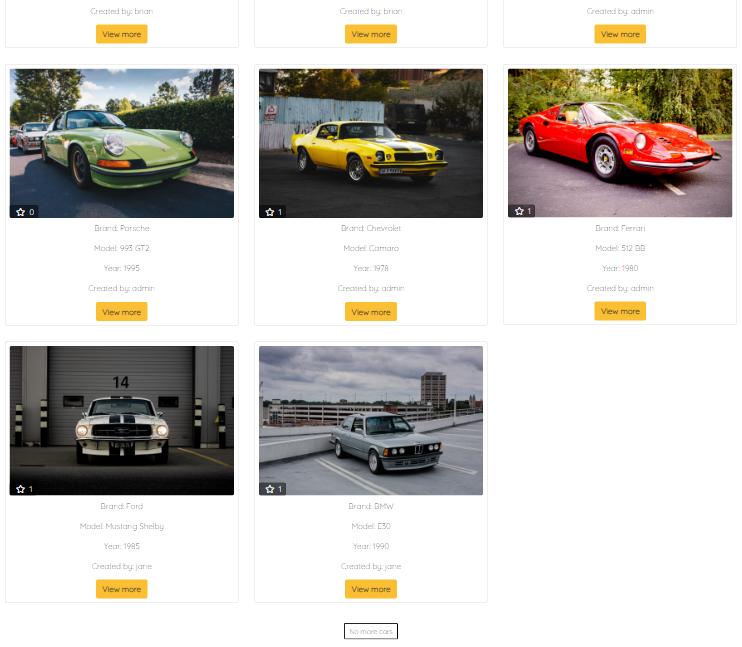 Created by: brian
Created by: brian
Created by: admin
View more
View more
View more
0
1
1
Brand: Porsche
Brand: Chevrolet
Brand: Ferrari
Model: 993 GT2
Model: Camaro
Model: 512 BB
Year: 1995
Year: 1978
Year: 1980
Created by: admin
Created by: admin
Created by: admin
View more
View more
View more
14
1
1
Brand: Ford
Brand: BMW
Model: Mustang Shelby
Model: E30
Year: 1985
Year: 1990
Created by: jane
Created by: jane
View more
View more
No more cars